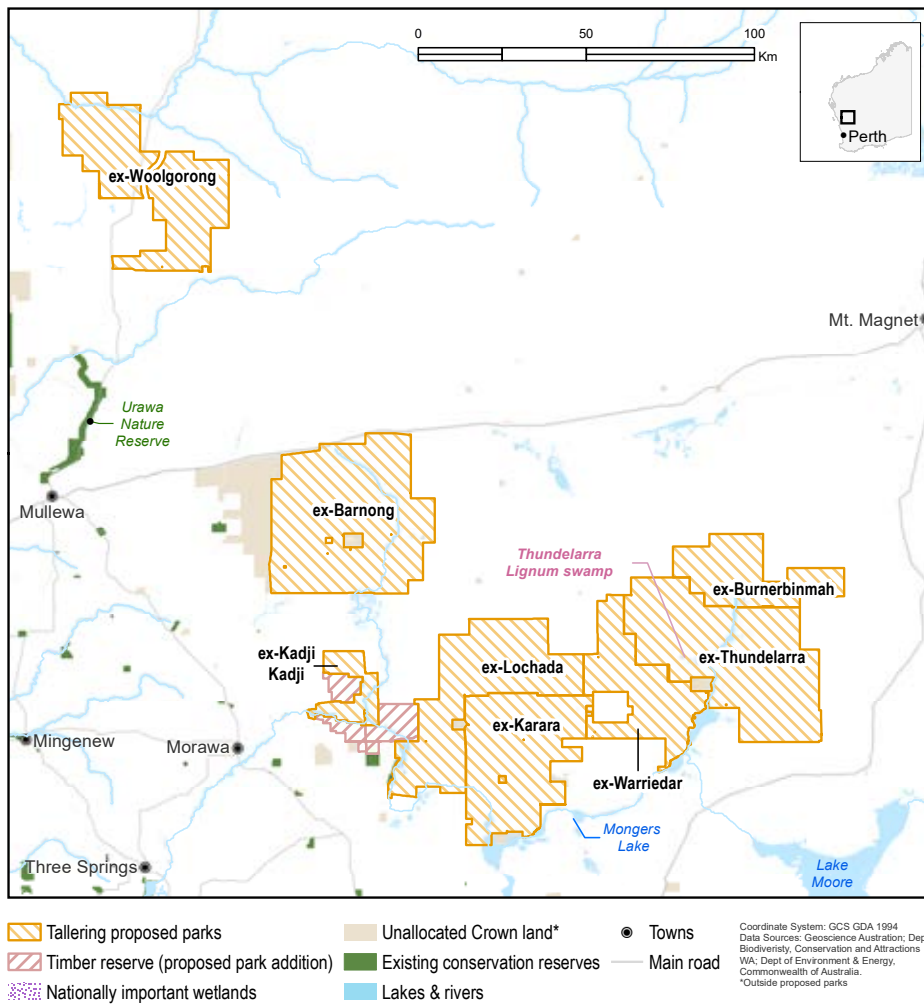 0 50 100
Km
Perth
ex-Woolgorong
Mt. Magnet
Urawa
Nature
Reserve
Mullewa
ex-Barnong
Thundelarra
Lignum swamp
ex-Burnerbinmah
ex-Kadji
Kadji
ex-Lochada
ex-Thundelarra
ex-Karara
Mingenew
Morawa
ex-Warriedar
Mongers
Lake
Three Springs
Lake
Moore
Tallering proposed parks
Timber reserve (proposed park addition)
Nationally important wetlands
Unallocated Crown land*
Existing conservation reserves
Lakes & rivers
Towns
Main road
Coordinate System: GCS GDA 1994
Data Sources: Geoscience Austration; Dep
Biodiveristy, Conservation and Attractions
WA; Dept of Environment & Energy,
Commonwealth of Australia.
*Outside proposed parks